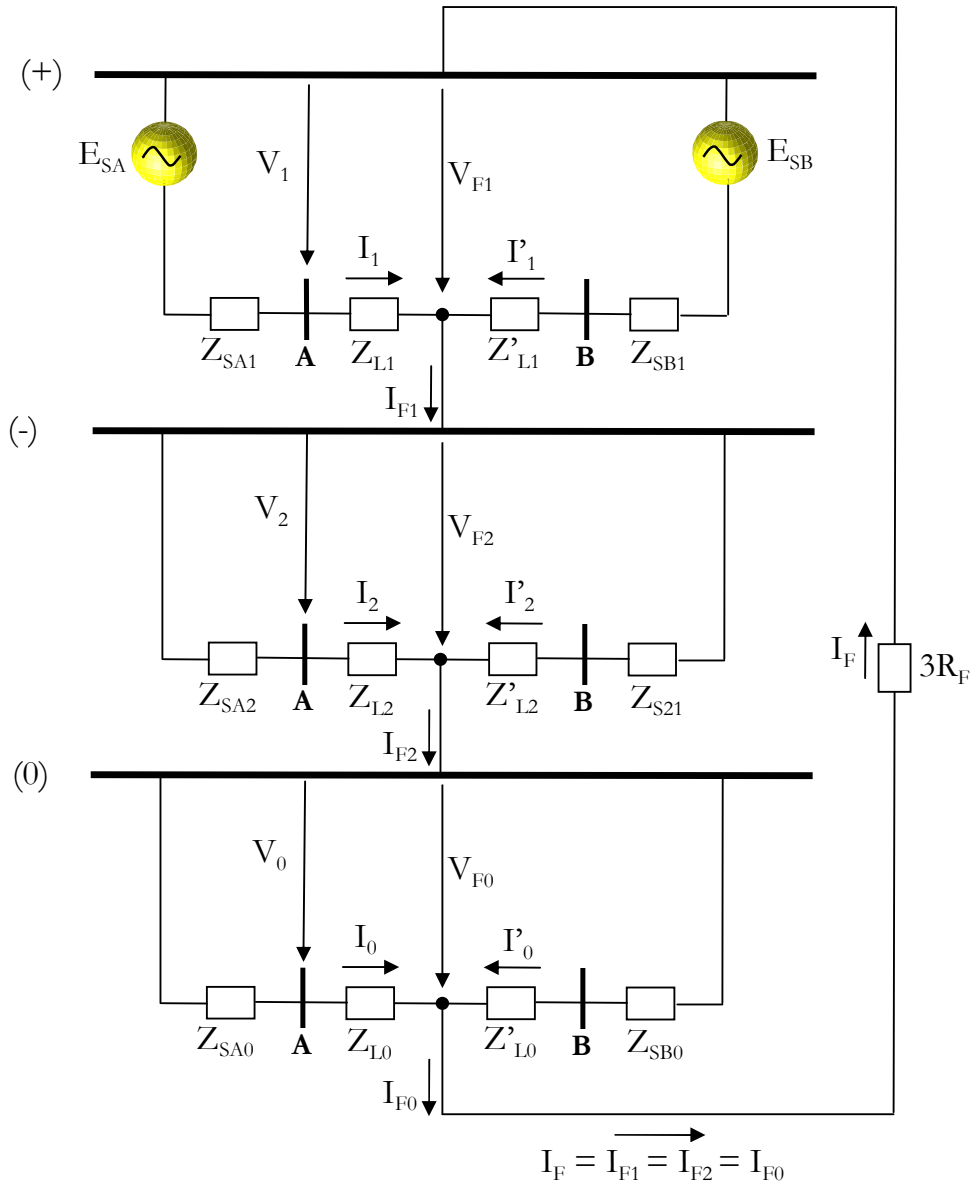 (+)
E_SA
V_1
V_F1
E_SB
I_1
I'_1
Z_SA1
A
Z_L1
Z'_L1
B
Z_SB1
I_F1
(-)
V_2
V_F2
I_2
I'_2
Z_SA2
A
Z_L2
Z'_L2
B
Z_S21
I_F
3R_F
I_F2
(0)
V_0
V_F0
I_0
I'_0
Z_SA0
A
Z_L0
Z'_L0
B
Z_SB0
I_F0
I_F = I_F1 = I_F2 = I_F0